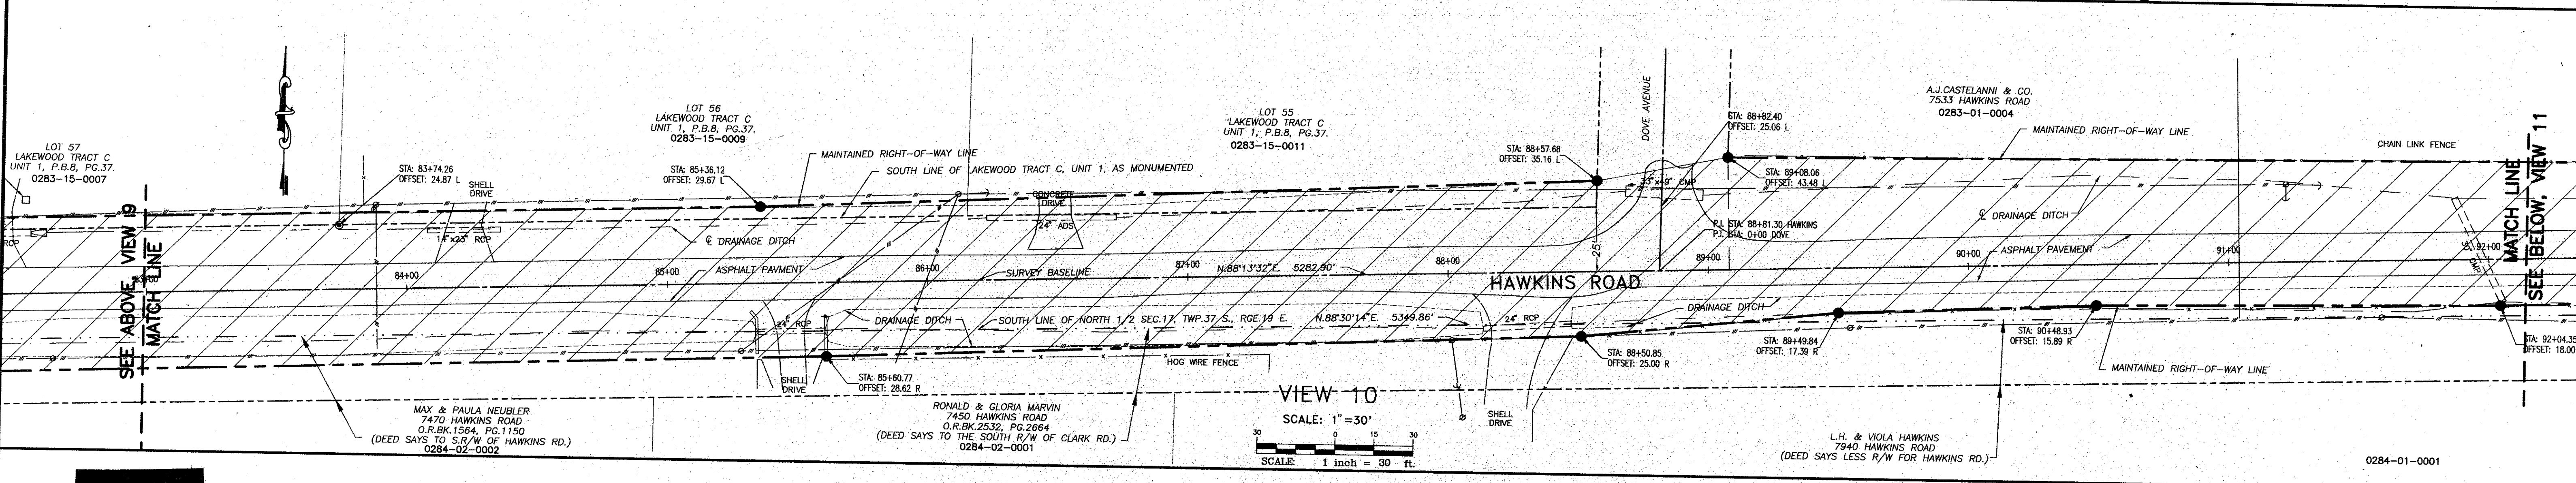 LOT 57
LAKEWOOD TRACT C
UNIT 1, P.B.8, PG.37.
0283-15-0007
RCP
SEE ABOVE, VIEW 9
MATCH LINE
STA: 83+74.26
OFFSET: 24.87 L
SHELL
DRIVE
14"x23" RCP
84+00
LOT 56
LAKEWOOD TRACT C
UNIT 1, P.B.8, PG.37.
0283-15-0009
STA: 85+36.12
OFFSET: 29.67 L
MAINTAINED RIGHT-OF-WAY LINE
SOUTH LINE OF LAKEWOOD TRACT C, UNIT 1, AS MONUMENTED
℄ DRAINAGE DITCH
85+00
ASPHALT PAVMENT
86+00
SURVEY BASELINE
CONCRETE
DRIVE
24" ADS
87+00
N.88°13'32"E. 5282.90'
88+00
LOT 55
LAKEWOOD TRACT C
UNIT 1, P.B.8, PG.37.
0283-15-0011
STA: 88+57.68
OFFSET: 35.16 L
DOVE AVENUE
STA: 88+82.40
OFFSET: 25.06 L
CMP
STA: 89+08.06
OFFSET: 43.48 L
P.I. STA: 88+81.30 HAWKINS
P.I. STA: 0+00 DOVE
25'
89+00
HAWKINS ROAD
A.J.CASTELANNI & CO.
7533 HAWKINS ROAD
0283-01-0004
MAINTAINED RIGHT-OF-WAY LINE
CHAIN LINK FENCE
℄ DRAINAGE DITCH
ASPHALT PAVEMENT
90+00
91+00
92+00
CMP
MATCH LINE
SEE BELOW, VIEW 11
24" RCP
DRAINAGE DITCH
SOUTH LINE OF NORTH 1/2 SEC.17, TWP.37 S., RGE.19 E. N.88°30'14"E. 5349.86'
24" RCP
DRAINAGE DITCH
SHELL
DRIVE
STA: 85+60.77
OFFSET: 28.62 R
HOG WIRE FENCE
STA: 88+50.85
OFFSET: 25.00 R
STA: 89+49.84
OFFSET: 17.39 R
STA: 90+48.93
OFFSET: 15.89 R
MAINTAINED RIGHT-OF-WAY LINE
STA: 92+04.35
OFFSET: 18.00
MAX & PAULA NEUBLER
7470 HAWKINS ROAD
O.R.BK.1564, PG.1150
(DEED SAYS TO S.R/W OF HAWKINS RD.)
0284-02-0002
RONALD & GLORIA MARVIN
7450 HAWKINS ROAD
O.R.BK.2532, PG.2664
(DEED SAYS TO THE SOUTH R/W OF CLARK RD.)
0284-02-0001
VIEW 10
SCALE: 1"=30'
30 0 15 30
SCALE: 1 inch = 30 ft.
SHELL
DRIVE
L.H. & VIOLA HAWKINS
7940 HAWKINS ROAD
(DEED SAYS LESS R/W FOR HAWKINS RD.)
0284-01-0001